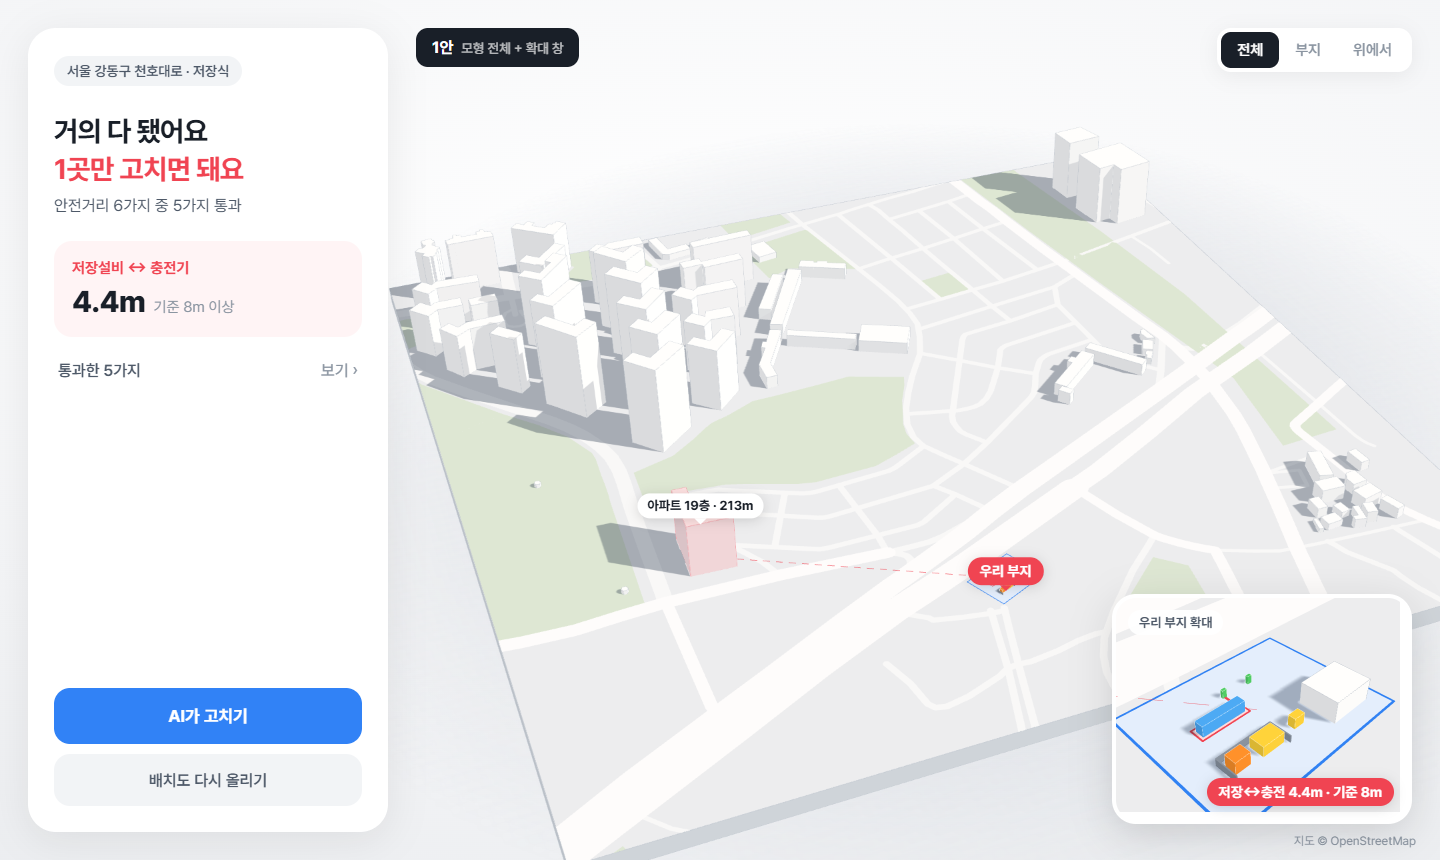 서울 강동구 천호대로 · 저장식
거의 다 됐어요
1곳만 고치면 돼요
안전거리 6가지 중 5가지 통과
저장설비 ↔ 충전기
4.4m 기준 8m 이상
통과한 5가지 보기 ›
AI가 고치기
배치도 다시 올리기
1안 모형 전체 + 확대 창
전체 부지 위에서
아파트 19층 · 213m
우리 부지
우리 부지 확대
저장↔충전 4.4m · 기준 8m
지도 © OpenStreetMap